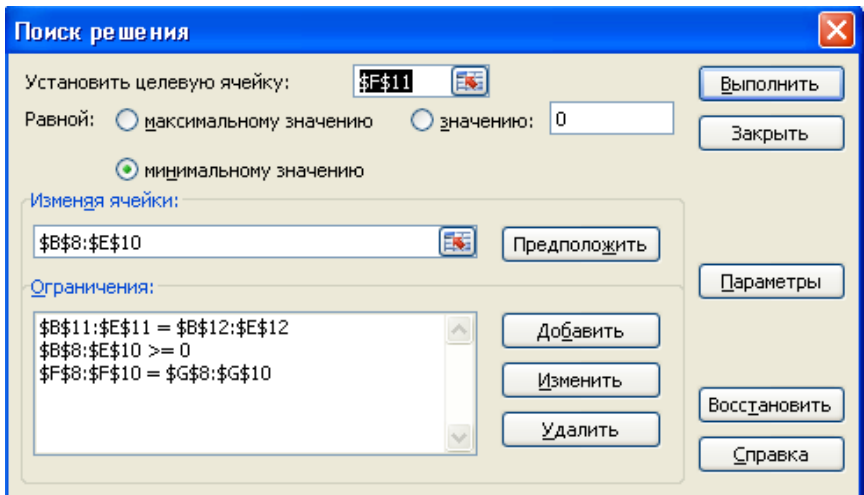 Поиск решения
Установить целевую ячейку: $F$11
Выполнить
Равной: максимальному значению значению: 0
Закрыть
минимальному значению
Изменяя ячейки:
$B$8:$E$10
Предположить
Параметры
Ограничения:
$B$11:$E$11 = $B$12:$E$12
$B$8:$E$10 >= 0
$F$8:$F$10 = $G$8:$G$10
Добавить
Изменить
Удалить
Восстановить
Справка